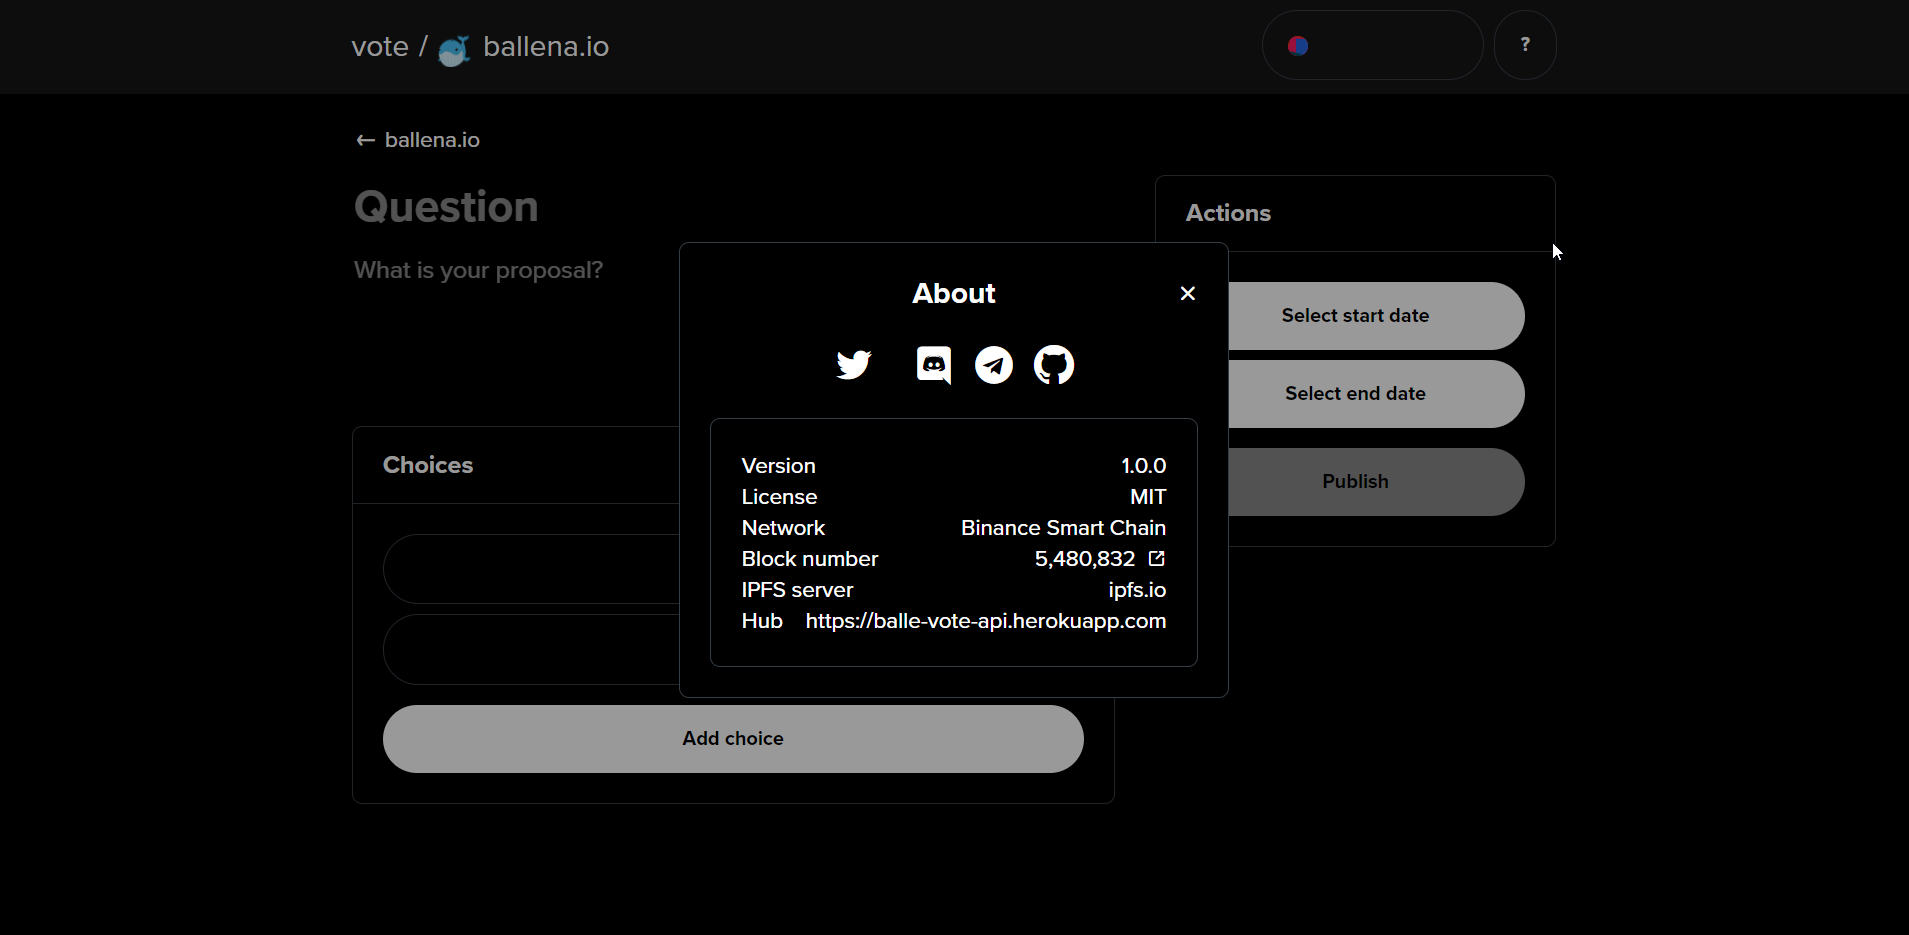 vote / ballena.io
?
← ballena.io
Question
What is your proposal?
Actions
Select start date
Select end date
Publish
About
Version 1.0.0
License MIT
Network Binance Smart Chain
Block number 5,480,832
IPFS server ipfs.io
Hub https://balle-vote-api.herokuapp.com
Choices
Add choice